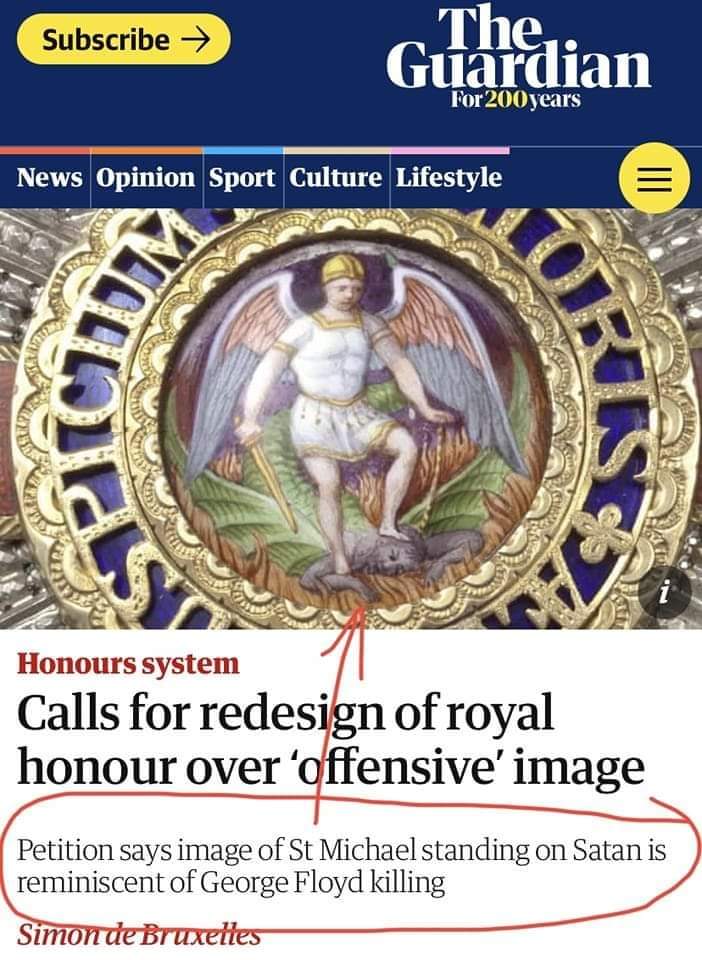 Subscribe →
The
Guardian
For 200 years
News Opinion Sport Culture Lifestyle
SPICIUM
MORIS
A
US
i
Honours system
Calls for redesign of royal
honour over ‘offensive’ image
Petition says image of St Michael standing on Satan is
reminiscent of George Floyd killing
Simon de Bruxelles